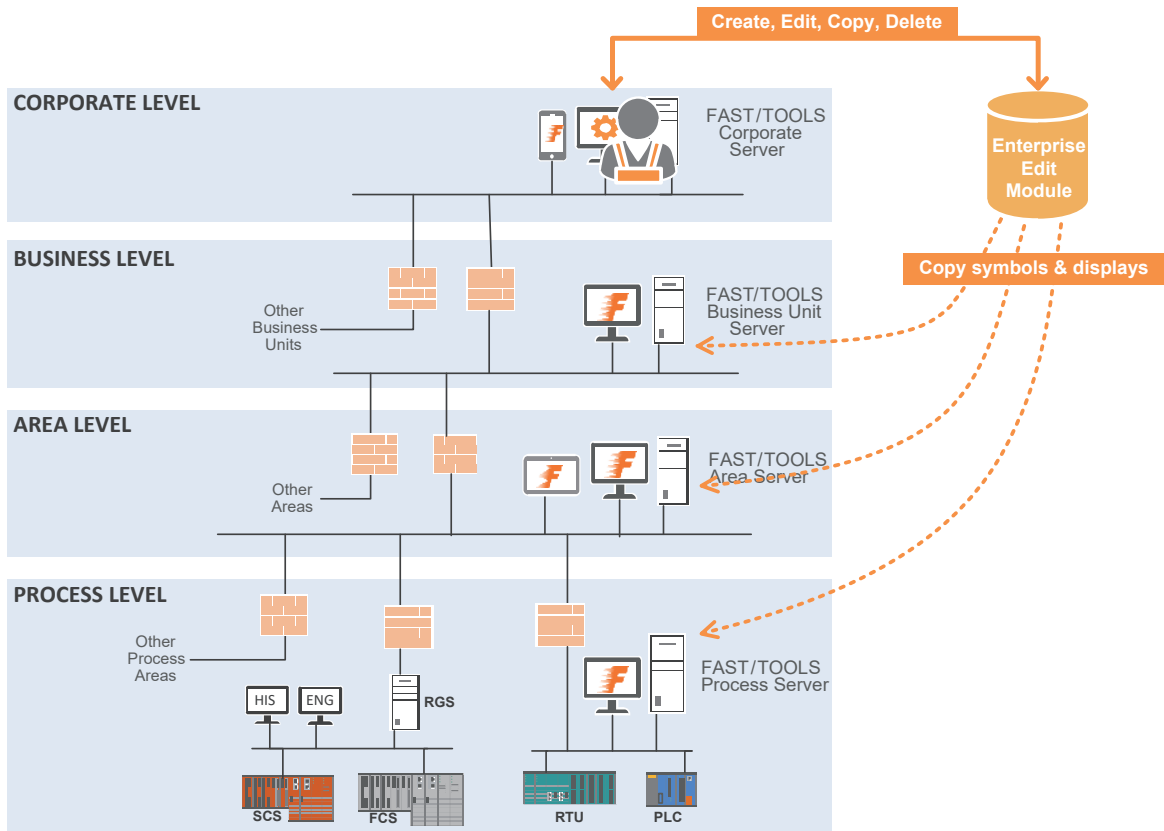 Create, Edit, Copy, Delete
CORPORATE LEVEL
FAST/TOOLS
Corporate
Server
Enterprise
Edit
Module
BUSINESS LEVEL
Copy symbols & displays
FAST/TOOLS
Business Unit
Server
Other
Business
Units
AREA LEVEL
FAST/TOOLS
Area Server
Other
Areas
PROCESS LEVEL
Other
Process
Areas
FAST/TOOLS
Process Server
HIS
ENG
RGS
SCS
FCS
RTU
PLC